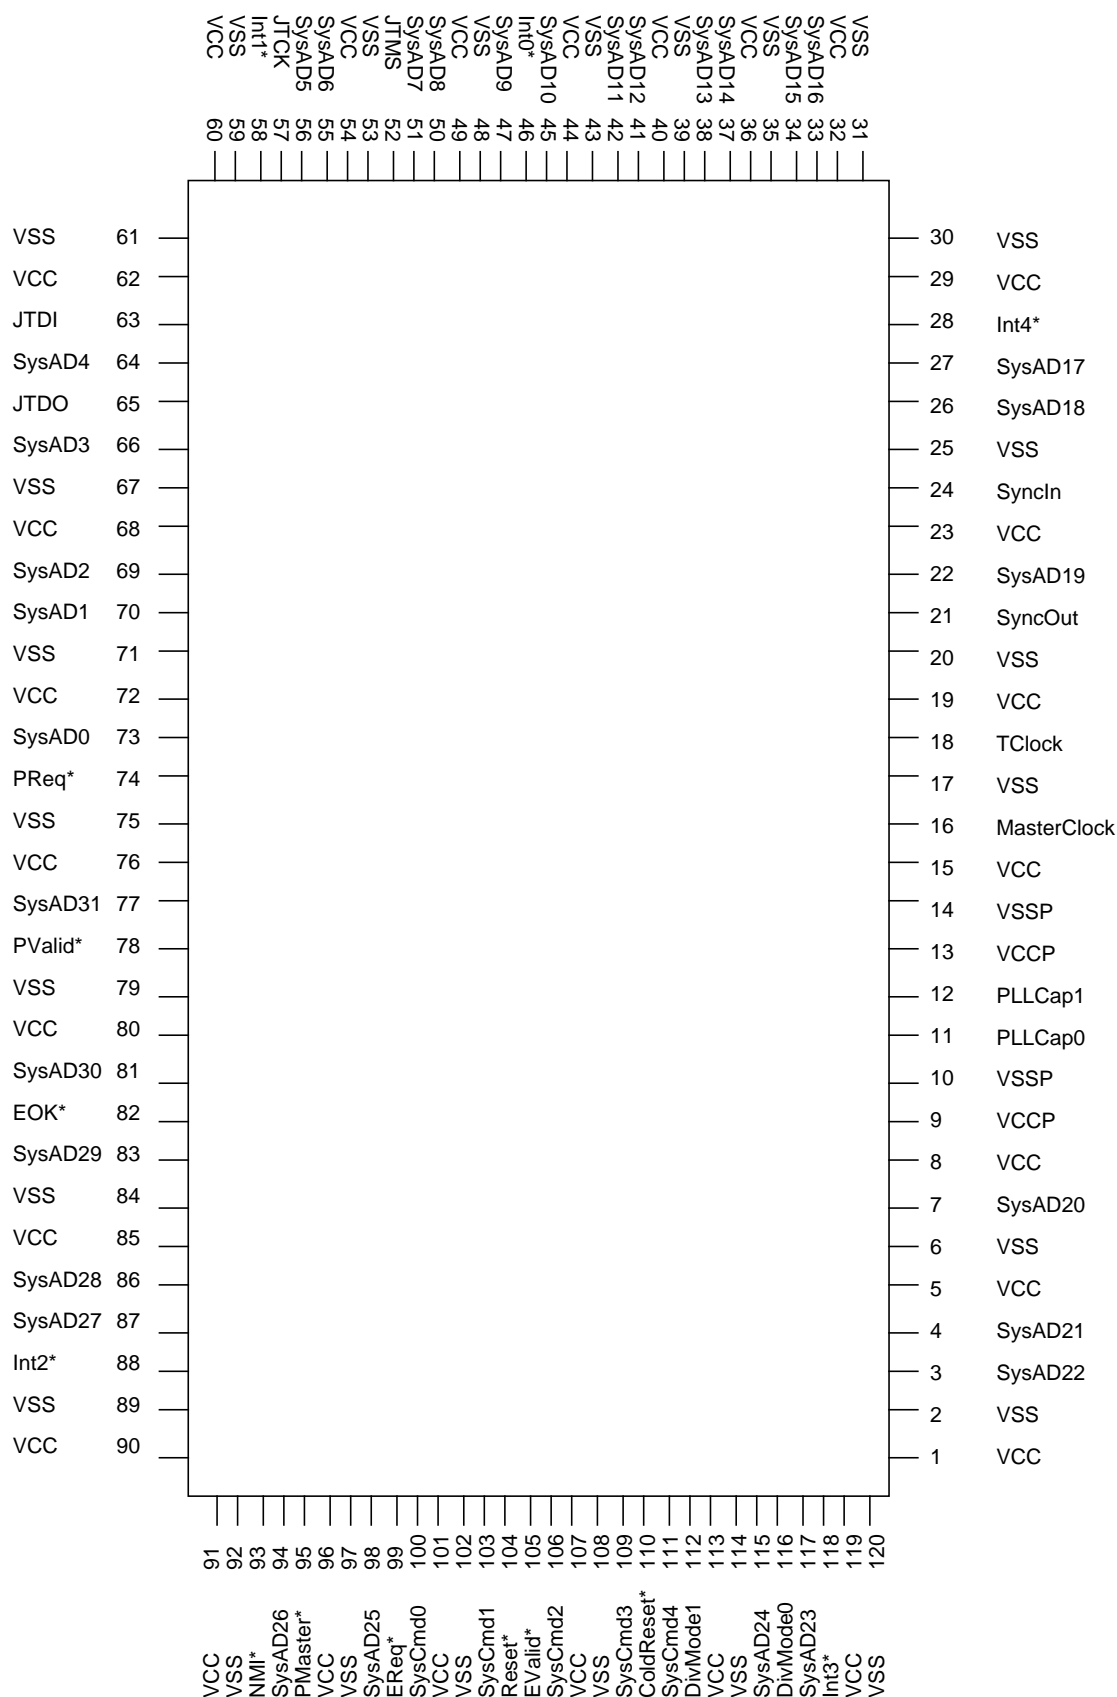 VCC VSS Int1* JTCK SysAD5 SysAD6 VCC VSS JTMS SysAD7 SysAD8 VCC VSS SysAD9 Int0* SysAD10 VCC VSS SysAD11 SysAD12 VCC VSS SysAD13 SysAD14 VCC VSS SysAD15 SysAD16 VCC VSS
60 59 58 57 56 55 54 53 52 51 50 49 48 47 46 45 44 43 42 41 40 39 38 37 36 35 34 33 32 31
VSS 61 30 VSS
VCC 62 29 VCC
JTDI 63 28 Int4*
SysAD4 64 27 SysAD17
JTDO 65 26 SysAD18
SysAD3 66 25 VSS
VSS 67 24 SyncIn
VCC 68 23 VCC
SysAD2 69 22 SysAD19
SysAD1 70 21 SyncOut
VSS 71 20 VSS
VCC 72 19 VCC
SysAD0 73 18 TClock
PReq* 74 17 VSS
VSS 75 16 MasterClock
VCC 76 15 VCC
SysAD31 77 14 VSSP
PValid* 78 13 VCCP
VSS 79 12 PLLCap1
VCC 80 11 PLLCap0
SysAD30 81 10 VSSP
EOK* 82 9 VCCP
SysAD29 83 8 VCC
VSS 84 7 SysAD20
VCC 85 6 VSS
SysAD28 86 5 VCC
SysAD27 87 4 SysAD21
Int2* 88 3 SysAD22
VSS 89 2 VSS
VCC 90 1 VCC
91 92 93 94 95 96 97 98 99 100 101 102 103 104 105 106 107 108 109 110 111 112 113 114 115 116 117 118 119 120
VCC VSS NMI* SysAD26 PMaster* VCC VSS SysAD25 EReq* SysCmd0 VCC VSS SysCmd1 Reset* EValid* SysCmd2 VCC VSS SysCmd3 ColdReset* SysCmd4 DivMode1 VCC VSS SysAD24 DivMode0 SysAD23 Int3* VCC VSS